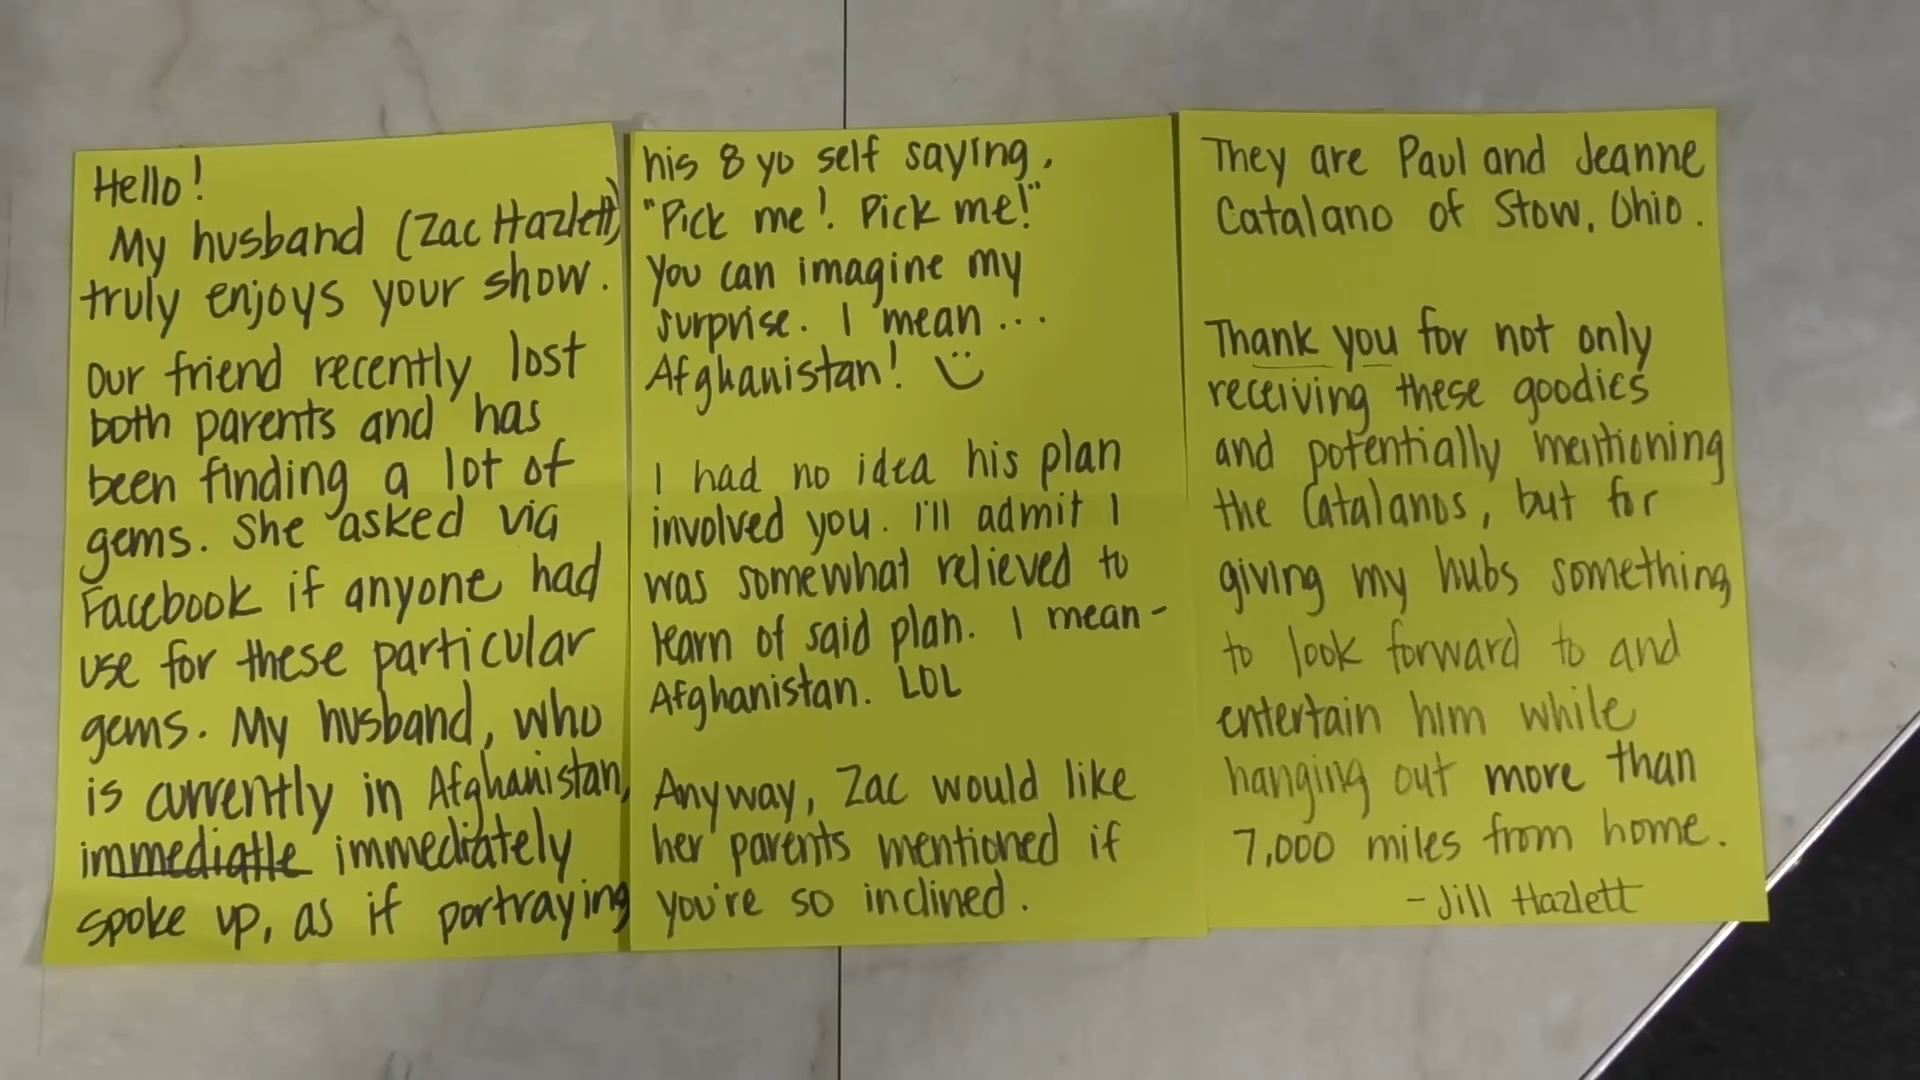 Hello!
My husband (Zac Hazlett)
truly enjoys your show.
Our friend recently lost
both parents and has
been finding a lot of
gems. She asked via
Facebook if anyone had
use for these particular
gems. My husband, who
is currently in Afghanistan,
immediatle immediately
spoke up, as if portraying
his 8 yo self saying,
"Pick me! Pick me!"
You can imagine my
surprise. I mean...
Afghanistan! :)
I had no idea his plan
involved you. I'll admit I
was somewhat relieved to
learn of said plan. I mean-
Afghanistan. LOL
Anyway, Zac would like
her parents mentioned if
you're so inclined.
They are Paul and Jeanne
Catalano of Stow, Ohio.
Thank you for not only
receiving these goodies
and potentially mentioning
the Catalanos, but for
giving my hubs something
to look forward to and
entertain him while
hanging out more than
7,000 miles from home.
- Jill Hazlett